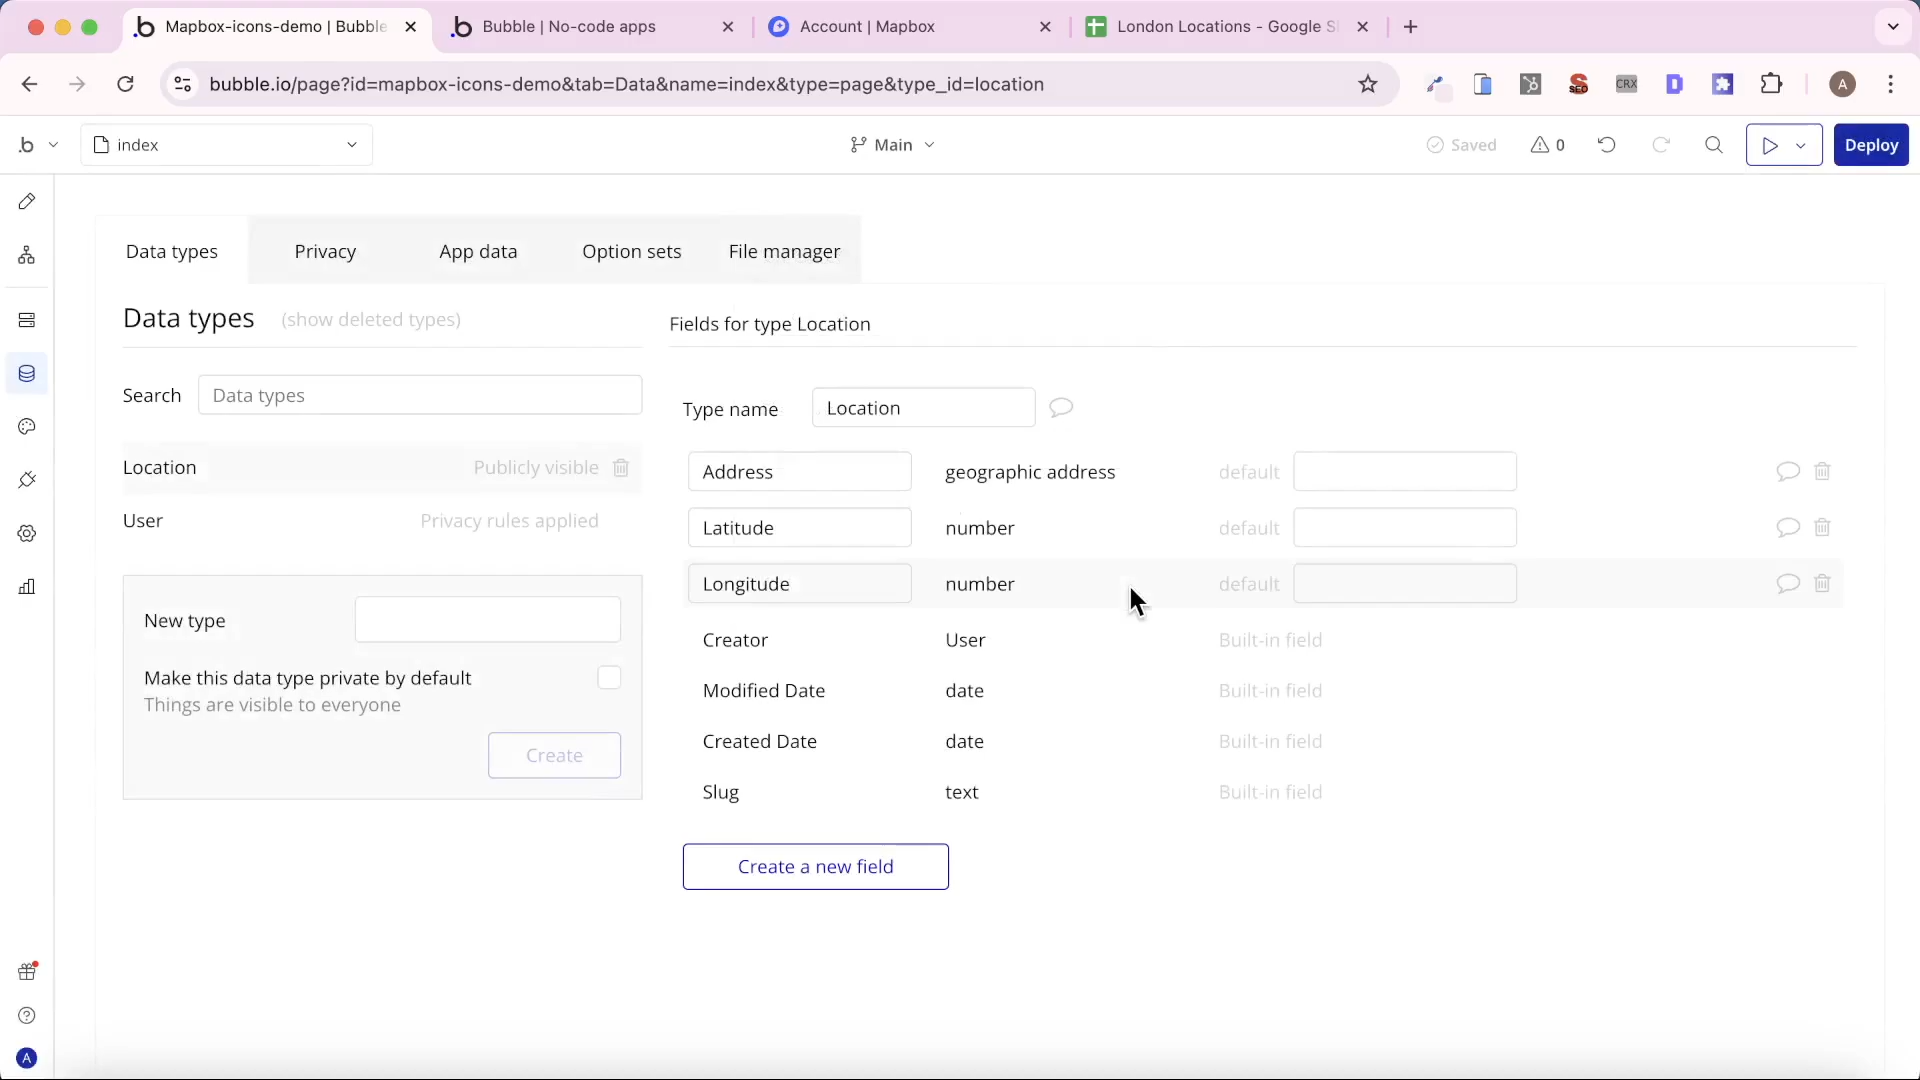 Mapbox-icons-demo | Bubble
Bubble | No-code apps
Account | Mapbox
London Locations - Google S
bubble.io/page?id=mapbox-icons-demo&tab=Data&name=index&type=page&type_id=location
SEO
CRX
A
.b
index
Main
Saved
0
Deploy
Data types
Privacy
App data
Option sets
File manager
Data types
(show deleted types)
Fields for type Location
Search
Data types
Type name
Location
Location
Publicly visible
Address
geographic address
default
User
Privacy rules applied
Latitude
number
default
Longitude
number
default
New type
Creator
User
Built-in field
Make this data type private by default
Things are visible to everyone
Modified Date
date
Built-in field
Create
Created Date
date
Built-in field
Slug
text
Built-in field
Create a new field
A